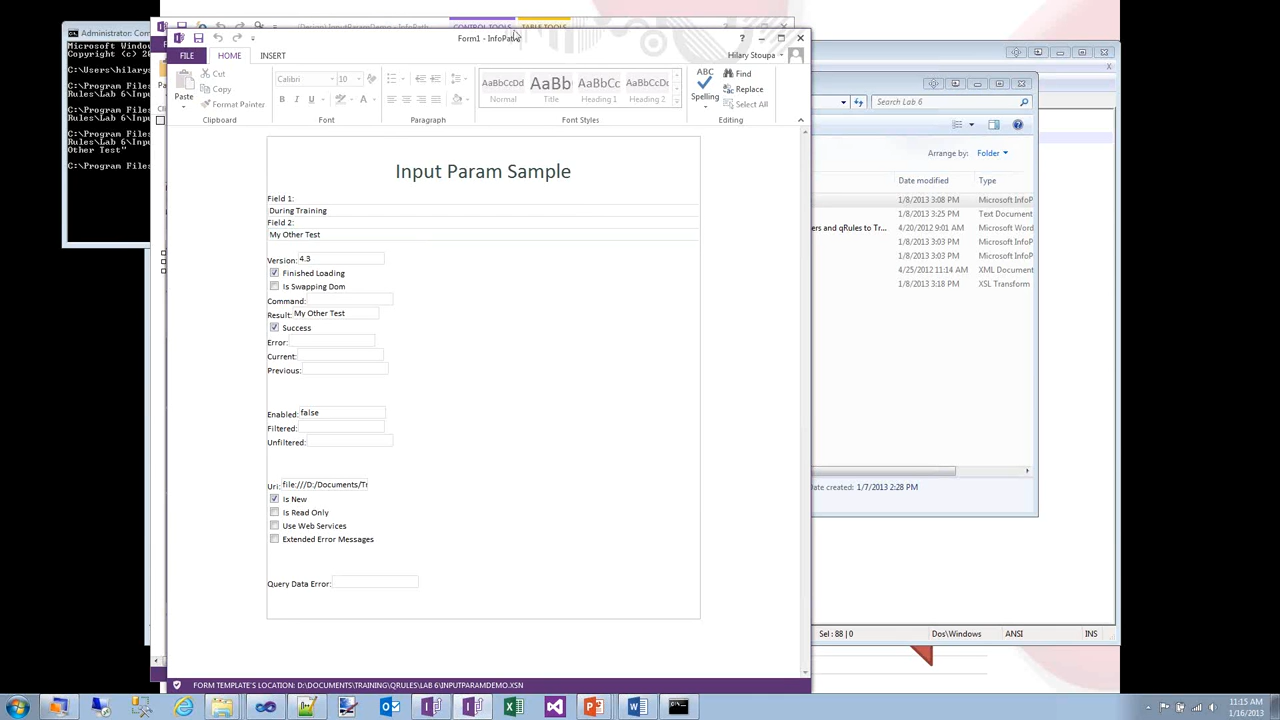 (Design) InputParamDemo - InfoPath
CONTROL TOOLS
TABLE TOOLS
Administrator: Com
Microsoft Window
Copyright (c) 20
C:\Users\hilarys
C:\Program Files
Rules\Lab 6\Inpu
C:\Program Files
Rules\Lab 6\Inpu
C:\Program Files
Rules\Lab 6\Inpu
Other Test"
C:\Program Files
Form1 - InfoPath
?
FILE
HOME
INSERT
Hilary Stoupa
Paste
Cut
Copy
Format Painter
Clipboard
Calibri
10
B I U
A
Font
Paragraph
AaBbCcDd
Normal
AaBb
Title
AaBbCc
Heading 1
AaBbCcDd
Heading 2
Font Styles
ABC
Spelling
Find
Replace
Select All
Editing
Input Param Sample
Field 1:
During Training
Field 2:
My Other Test
Version: 4.3
Finished Loading
Is Swapping Dom
Command:
Result: My Other Test
Success
Error:
Current:
Previous:
Enabled: false
Filtered:
Unfiltered:
Uri: file:///D:/Documents/Tr
Is New
Is Read Only
Use Web Services
Extended Error Messages
Query Data Error:
FORM TEMPLATE'S LOCATION: D:\DOCUMENTS\TRAINING\QRULES\LAB 6\INPUTPARAMDEMO.XSN
Search Lab 6
Arrange by: Folder
Date modified
Type
1/8/2013 3:08 PM
Microsoft InfoP
1/8/2013 3:25 PM
Text Document
ers and qRules to Tr...
4/20/2012 9:01 AM
Microsoft Word
1/8/2013 3:03 PM
Microsoft InfoP
1/8/2013 3:03 PM
Microsoft InfoP
4/25/2012 11:14 AM
XML Document
1/8/2013 3:18 PM
XSL Transform
Date created: 1/7/2013 2:28 PM
Sel : 88 | 0
Dos\Windows
ANSI
INS
11:15 AM
1/16/2013